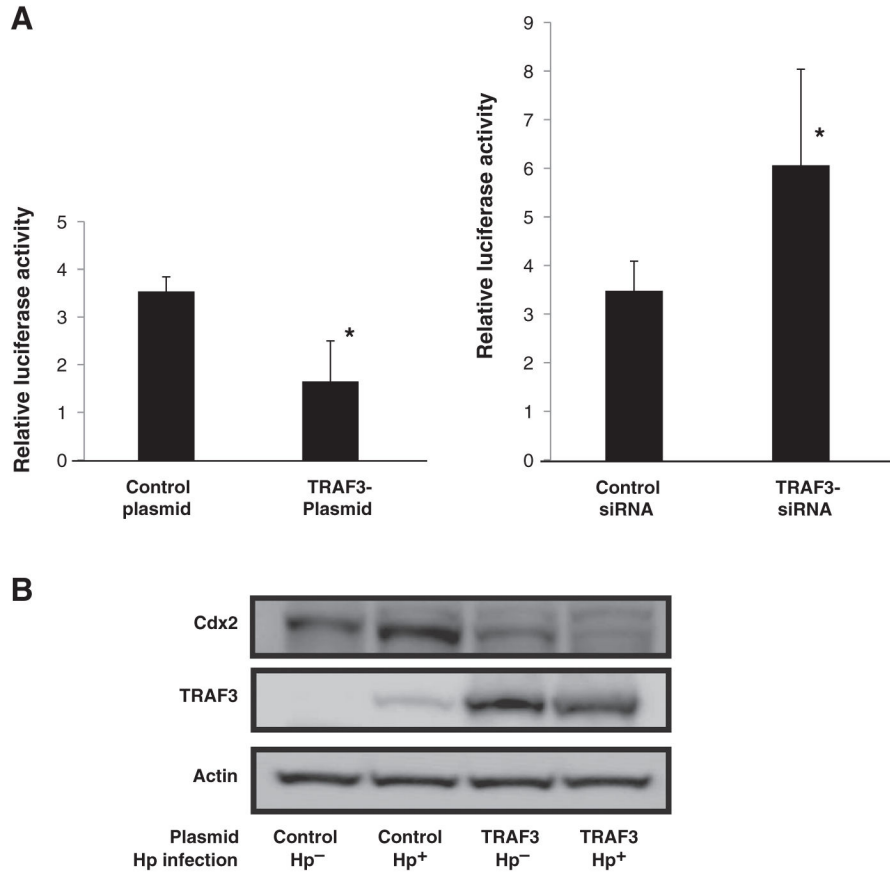 A
Relative luciferase activity
5
4
3
2
1
0
*
Control
plasmid
TRAF3-
Plasmid
Relative luciferase activity
9
8
7
6
5
4
3
2
1
0
*
Control
siRNA
TRAF3-
siRNA
B
Cdx2
TRAF3
Actin
Plasmid Control Control TRAF3 TRAF3
Hp infection Hp− Hp+ Hp− Hp+